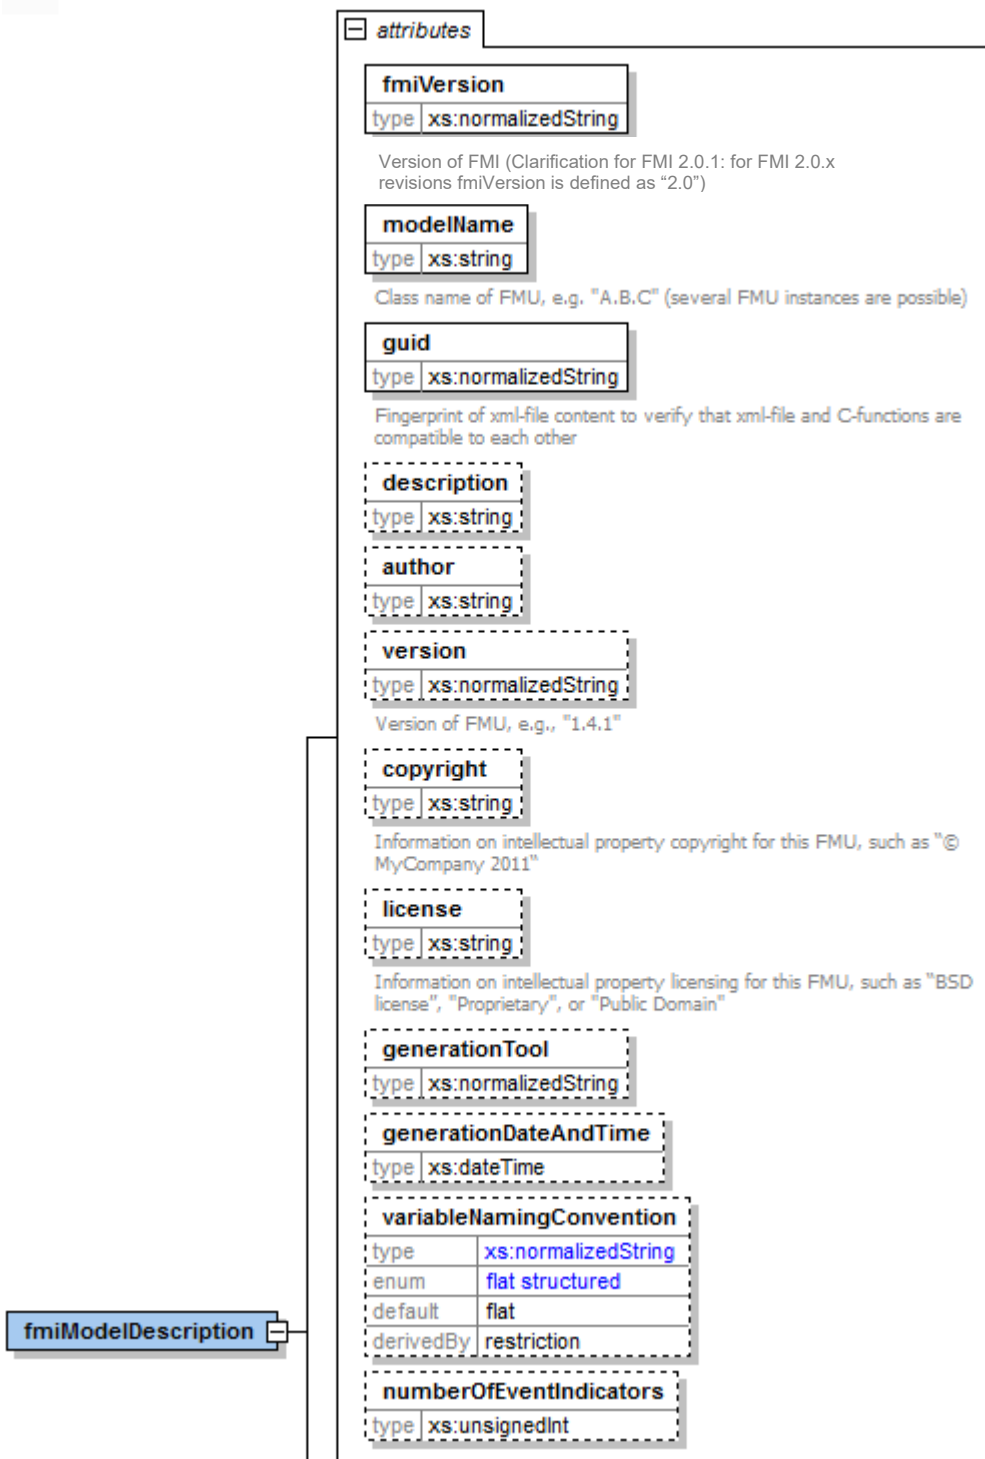 attributes
fmiVersion
type xs:normalizedString
Version of FMI (Clarification for FMI 2.0.1: for FMI 2.0.x
revisions fmiVersion is defined as “2.0”)
modelName
type xs:string
Class name of FMU, e.g. "A.B.C" (several FMU instances are possible)
guid
type xs:normalizedString
Fingerprint of xml-file content to verify that xml-file and C-functions are
compatible to each other
description
type xs:string
author
type xs:string
version
type xs:normalizedString
Version of FMU, e.g., "1.4.1"
copyright
type xs:string
Information on intellectual property copyright for this FMU, such as “©
MyCompany 2011“
license
type xs:string
Information on intellectual property licensing for this FMU, such as “BSD
license”, "Proprietary", or "Public Domain"
generationTool
type xs:normalizedString
generationDateAndTime
type xs:dateTime
variableNamingConvention
type xs:normalizedString
enum flat structured
default flat
derivedBy restriction
fmiModelDescription
numberOfEventIndicators
type xs:unsignedInt